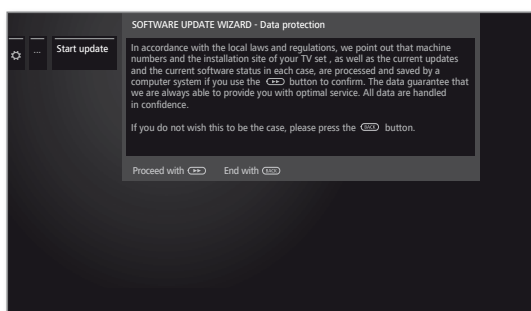 SOFTWARE UPDATE WIZARD - Data protection
... Start update
In accordance with the local laws and regulations, we point out that machine
numbers and the installation site of your TV set , as well as the current updates
and the current software status in each case, are processed and saved by a
computer system if you use the ▶▶ button to confirm. The data guarantee that
we are always able to provide you with optimal service. All data are handled
in confidence.
If you do not wish this to be the case, please press the BACK button.
Proceed with ▶▶ End with BACK